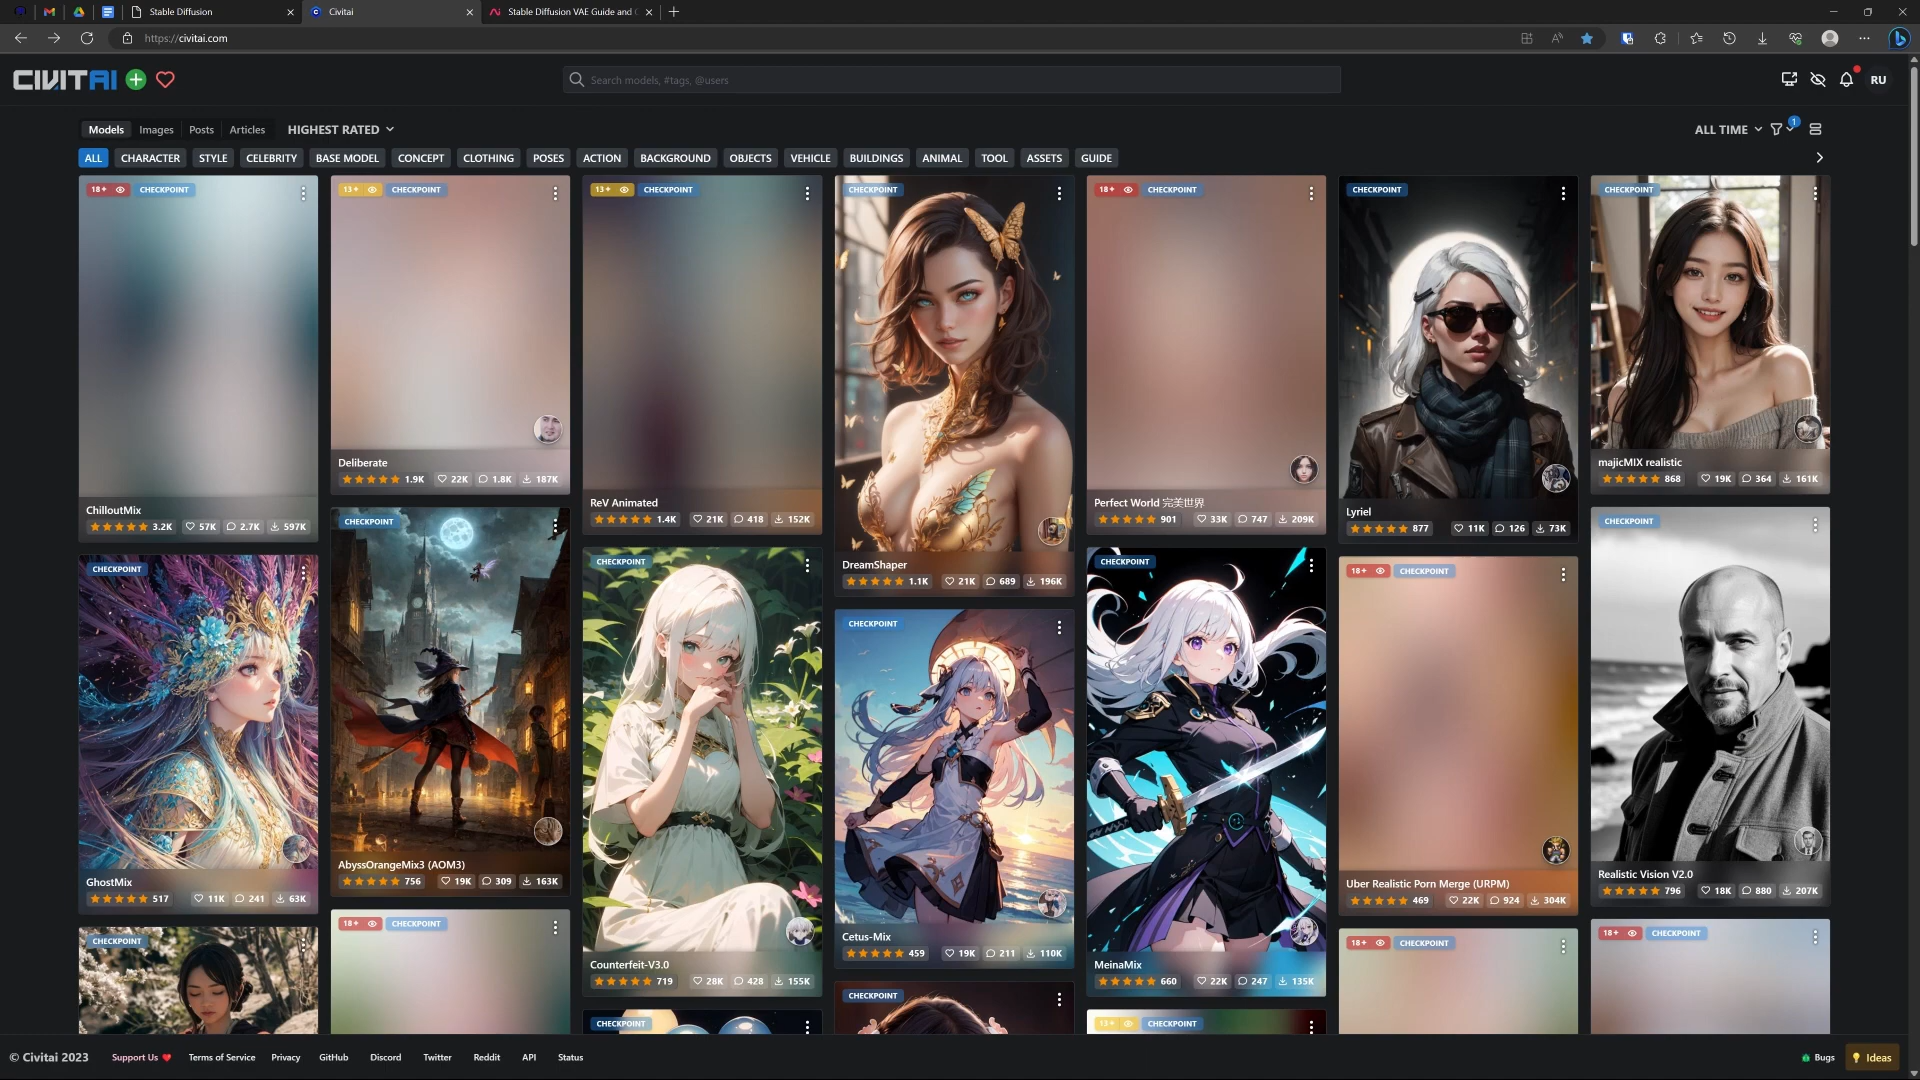 Stable Diffusion
Civitai
Stable Diffusion VAE Guide and
https://civitai.com
CIVITAI
Search models, #tags, @users
RU
Models Images Posts Articles HIGHEST RATED
ALL TIME 1
ALL CHARACTER STYLE CELEBRITY BASE MODEL CONCEPT CLOTHING POSES ACTION BACKGROUND OBJECTS VEHICLE BUILDINGS ANIMAL TOOL ASSETS GUIDE
18+ CHECKPOINT
ChilloutMix
3.2K 57K 2.7K 597K
13+ CHECKPOINT
Deliberate
1.9K 22K 1.8K 187K
13+ CHECKPOINT
ReV Animated
1.4K 21K 418 152K
CHECKPOINT
DreamShaper
1.1K 21K 689 196K
18+ CHECKPOINT
Perfect World 完美世界
901 33K 747 209K
CHECKPOINT
Lyriel
877 11K 126 73K
CHECKPOINT
majicMIX realistic
868 19K 364 161K
CHECKPOINT
GhostMix
517 11K 241 63K
CHECKPOINT
AbyssOrangeMix3 (AOM3)
756 19K 309 163K
CHECKPOINT
Counterfeit-V3.0
719 28K 428 155K
CHECKPOINT
Cetus-Mix
459 19K 211 110K
CHECKPOINT
MeinaMix
660 22K 247 135K
18+ CHECKPOINT
Uber Realistic Porn Merge (URPM)
469 22K 924 304K
CHECKPOINT
Realistic Vision V2.0
796 18K 880 207K
CHECKPOINT
18+ CHECKPOINT
CHECKPOINT
CHECKPOINT
13+ CHECKPOINT
18+ CHECKPOINT
18+ CHECKPOINT
© Civitai 2023 Support Us Terms of Service Privacy GitHub Discord Twitter Reddit API Status
Bugs Ideas